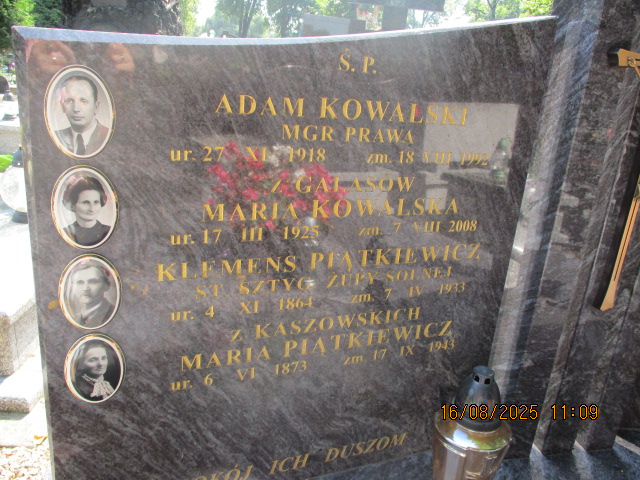 Ś. P.
ADAM KOWALSKI
MGR PRAWA
ur. 27 XI 1918 zm. 18 VIII 1992
Z GALASÓW
MARIA KOWALSKA
ur. 17 III 1925 zm. 7 VIII 2008
KLEMENS PIĄTKIEWICZ
ST. SZTYG. ŻUPY SOLNEJ
ur. 4 XI 1864 zm. 7 IV 1933
Z KASZOWSKICH
MARIA PIĄTKIEWICZ
ur. 6 VI 1873 zm 17 IX 1943
POKÓJ ICH DUSZOM
16/08/2025 11:09